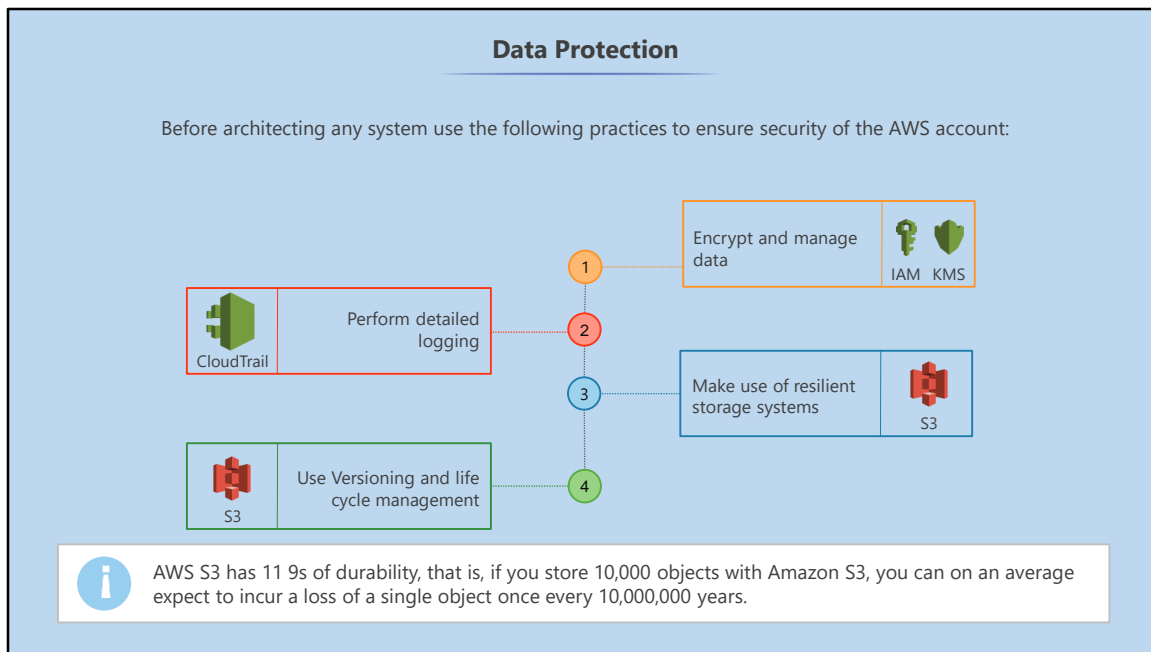 Data Protection
Before architecting any system use the following practices to ensure security of the AWS account:
1
Encrypt and manage
data
IAM KMS
CloudTrail
Perform detailed
logging
2
3
Make use of resilient
storage systems
S3
S3
Use Versioning and life
cycle management
4
AWS S3 has 11 9s of durability, that is, if you store 10,000 objects with Amazon S3, you can on an average
expect to incur a loss of a single object once every 10,000,000 years.